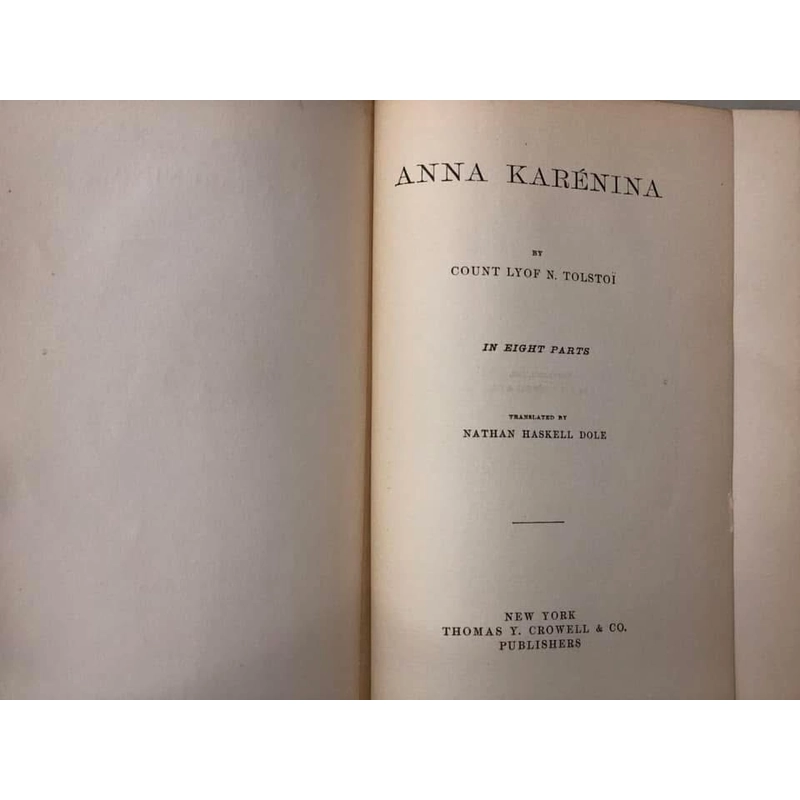 ANNA KARÉNINA
BY
COUNT LYOF N. TOLSTOÏ
IN EIGHT PARTS
TRANSLATED BY
NATHAN HASKELL DOLE
NEW YORK
THOMAS Y. CROWELL & CO.
PUBLISHERS